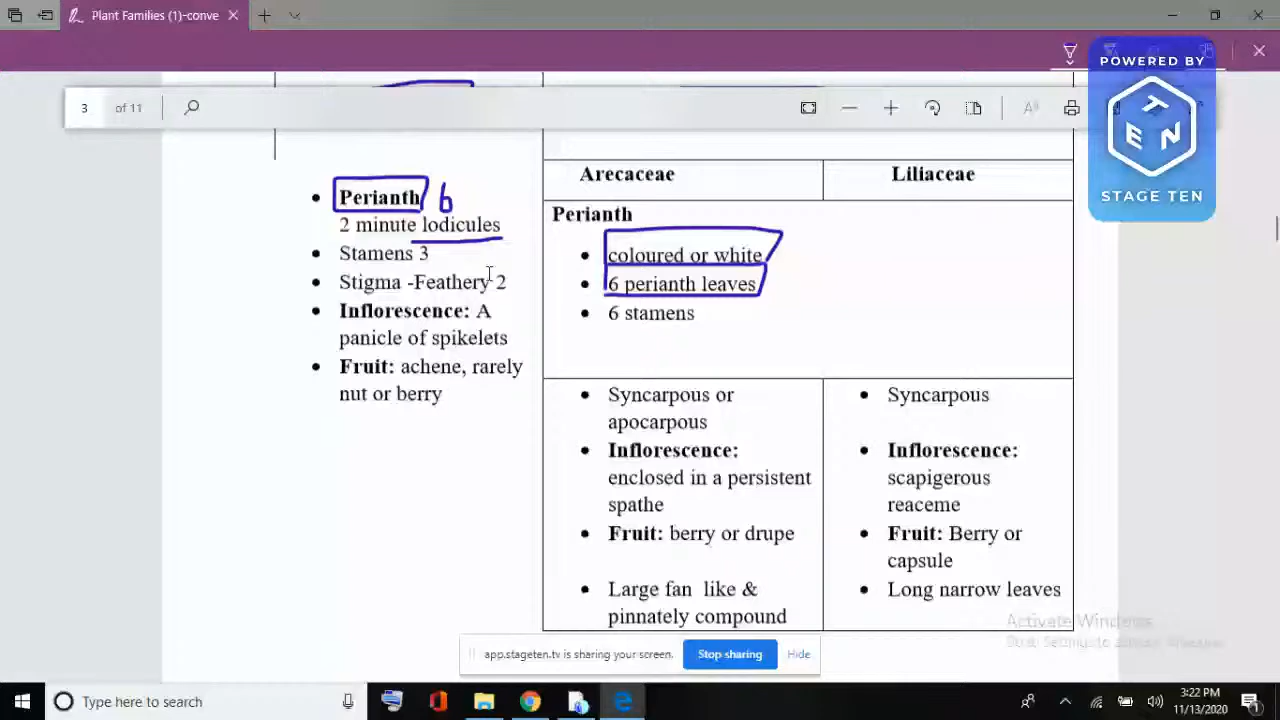 Plant Families (1)-conve
POWERED BY
TEN
STAGE TEN
3 of 11
Perianth 6
2 minute lodicules
Stamens 3
Stigma -Feathery 2
Inflorescence: A
panicle of spikelets
Fruit: achene, rarely
nut or berry
Arecaceae
Liliaceae
Perianth
coloured or white
6 perianth leaves
6 stamens
Syncarpous or
apocarpous
Inflorescence:
enclosed in a persistent
spathe
Fruit: berry or drupe
Large fan like &
pinnately compound
Syncarpous
Inflorescence:
scapigerous
reaceme
Fruit: Berry or
capsule
Long narrow leaves
Activate Windows
app.stageten.tv is sharing your screen.
Stop sharing
Hide
Type here to search
3:22 PM
11/13/2020